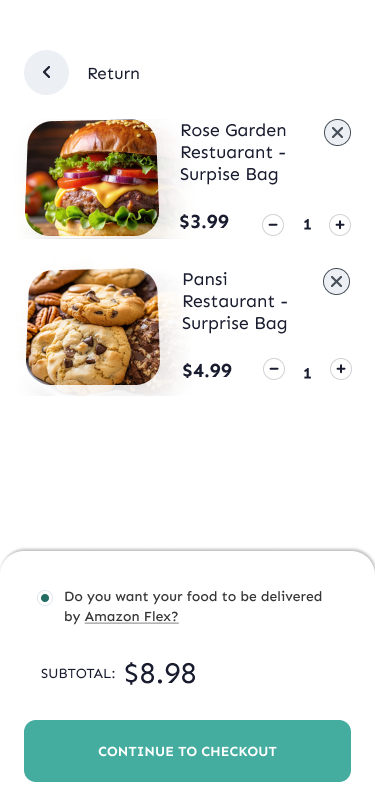 Return
Rose Garden
Restuarant -
Surpise Bag
$3.99
1
Pansi
Restaurant -
Surprise Bag
$4.99
1
Do you want your food to be delivered
by Amazon Flex?
SUBTOTAL: $8.98
CONTINUE TO CHECKOUT